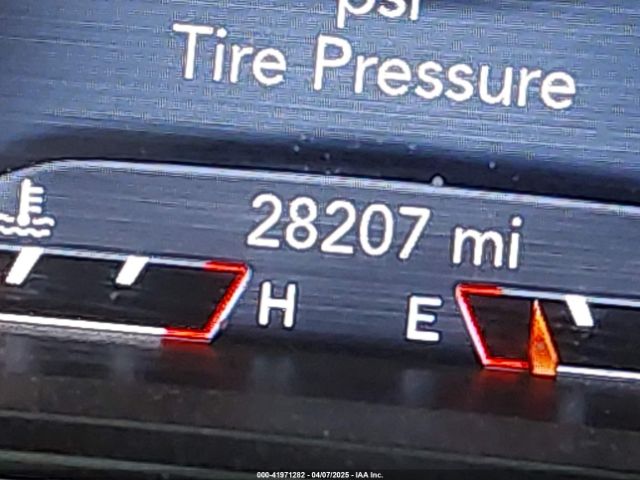 psi
Tire Pressure
28207 mi
H E
000-41971282 - 04/07/2025 - IAA Inc.